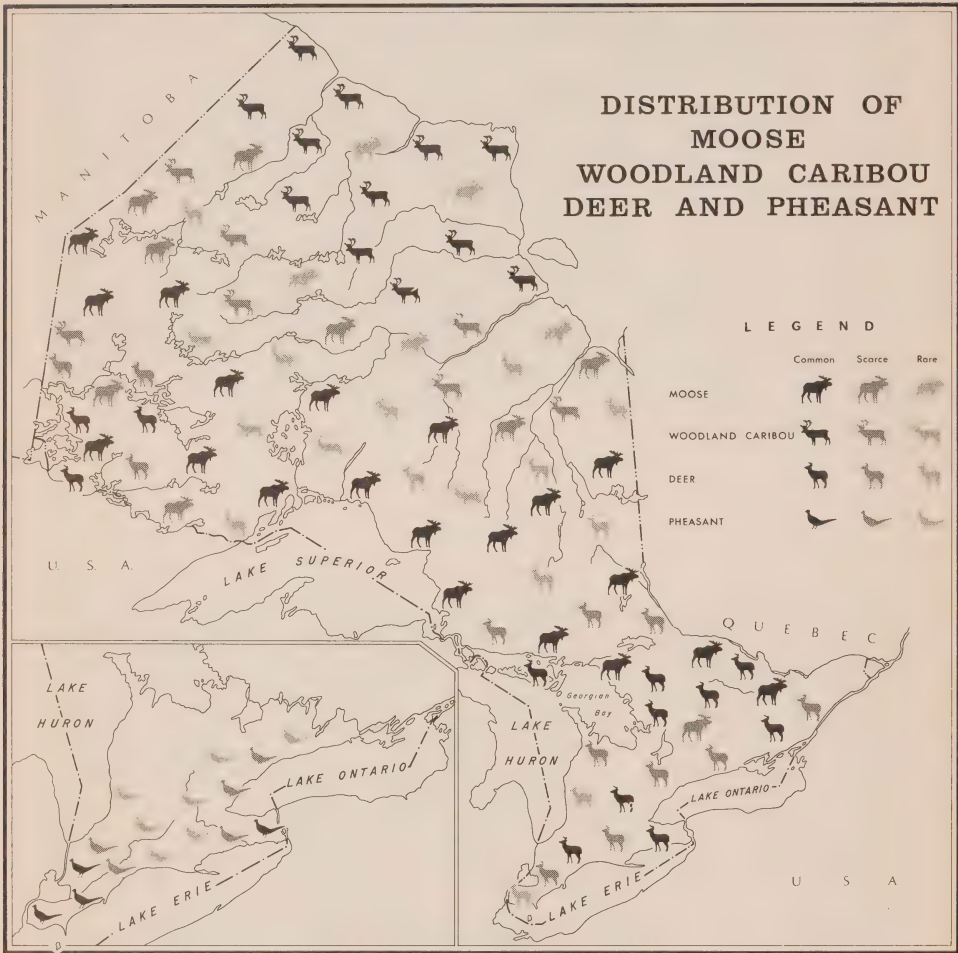 DISTRIBUTION OF
MOOSE
WOODLAND CARIBOU
DEER AND PHEASANT
MANITOBA
LEGEND
Common Scarce Rare
MOOSE
WOODLAND CARIBOU
DEER
PHEASANT
U. S. A.
LAKE SUPERIOR
QUEBEC
Georgian
Bay
LAKE
HURON
LAKE ONTARIO
LAKE ERIE
U S A
LAKE
HURON
LAKE ONTARIO
LAKE ERIE